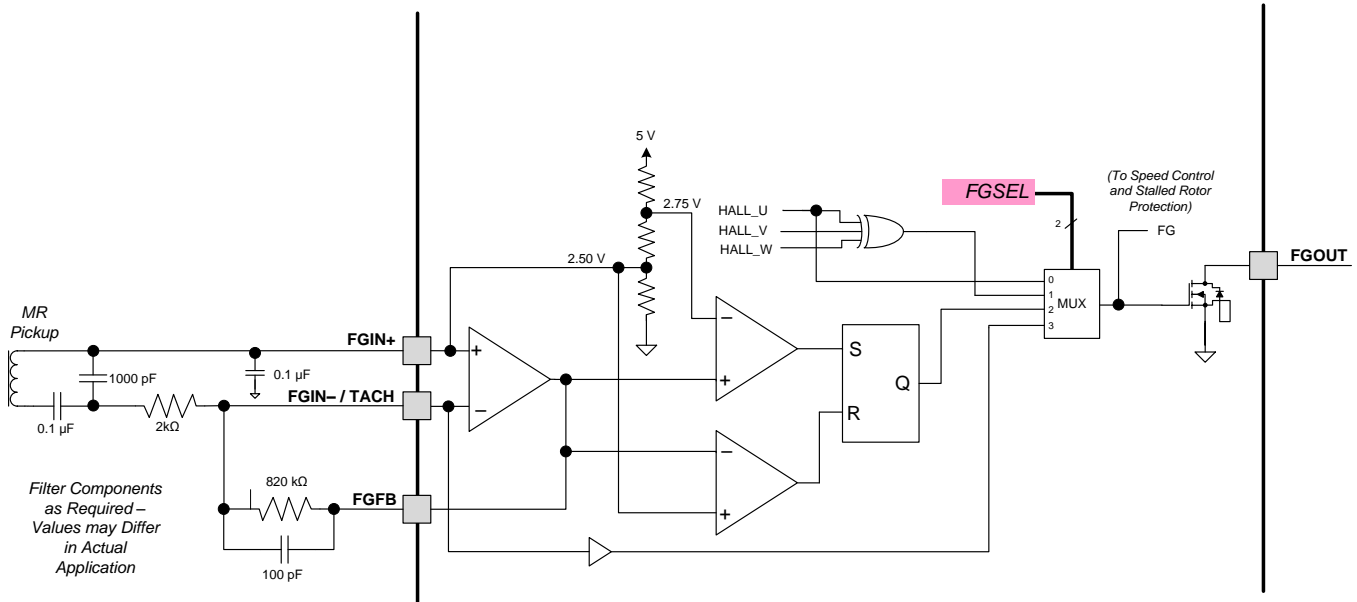 5 V
2.75 V
2.50 V
HALL_U
HALL_V
HALL_W
FGSEL
2
(To Speed Control
and Stalled Rotor
Protection)
FG
FGOUT
0
1
2
3
MUX
MR
Pickup
1000 pF
0.1 µF
0.1 µF
2kΩ
FGIN+
FGIN– / TACH
FGFB
820 kΩ
100 pF
+
–
–
+
–
+
S
R
Q
Filter Components
as Required –
Values may Differ
in Actual
Application